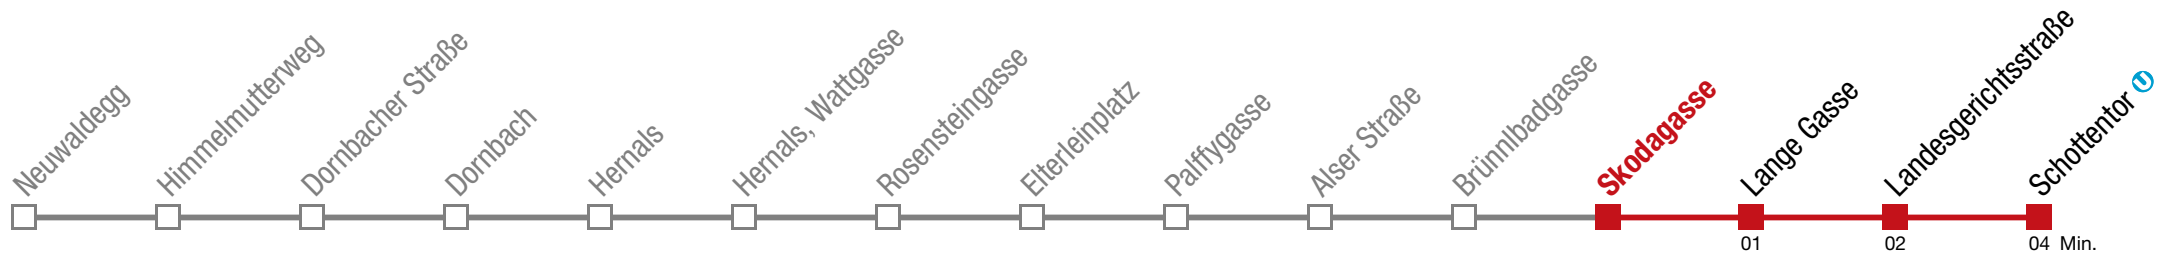 Neuwaldegg
Himmelmutterweg
Dornbacher Straße
Dornbach
Hernals
Hernals, Wattgasse
Rosensteingasse
Elterleinplatz
Palffygasse
Alser Straße
Brünnlbadgasse
Skodagasse
Lange Gasse
Landesgerichtsstraße
Schottentor U
01
02
04 Min.